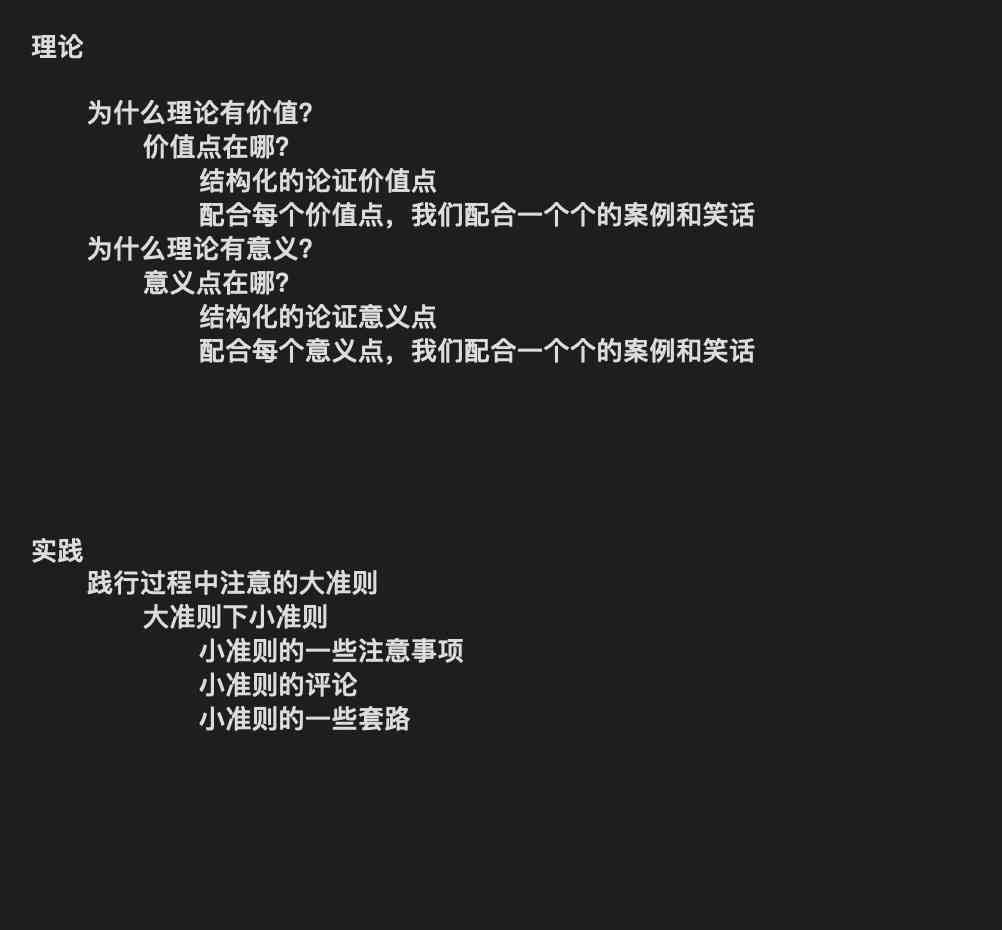 理论
为什么理论有价值？
价值点在哪？
结构化的论证价值点
配合每个价值点，我们配合一个个的案例和笑话
为什么理论有意义？
意义点在哪？
结构化的论证意义点
配合每个意义点，我们配合一个个的案例和笑话
实践
践行过程中注意的大准则
大准则下小准则
小准则的一些注意事项
小准则的评论
小准则的一些套路